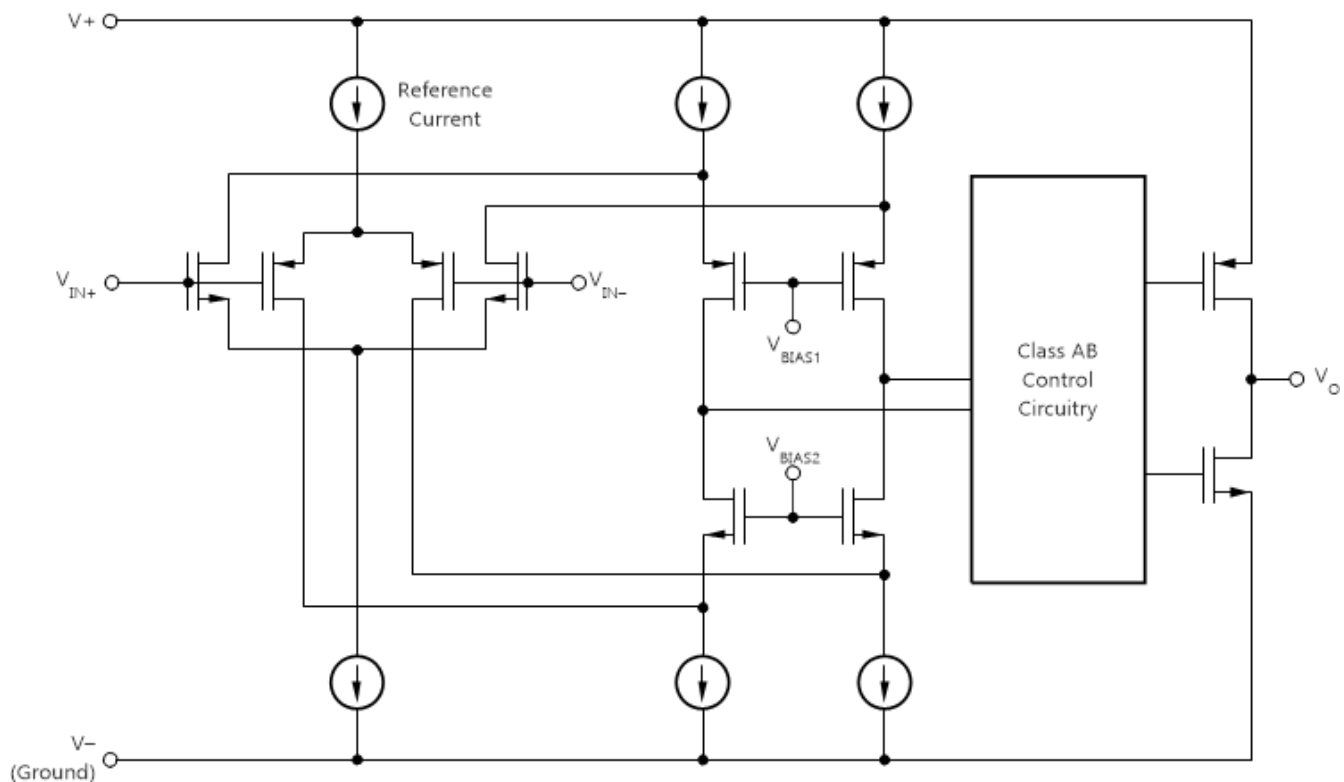 V+
Reference
Current
VIN+
VIN−
VBIAS1
Class AB
Control
Circuitry
VO
VBIAS2
V−
(Ground)